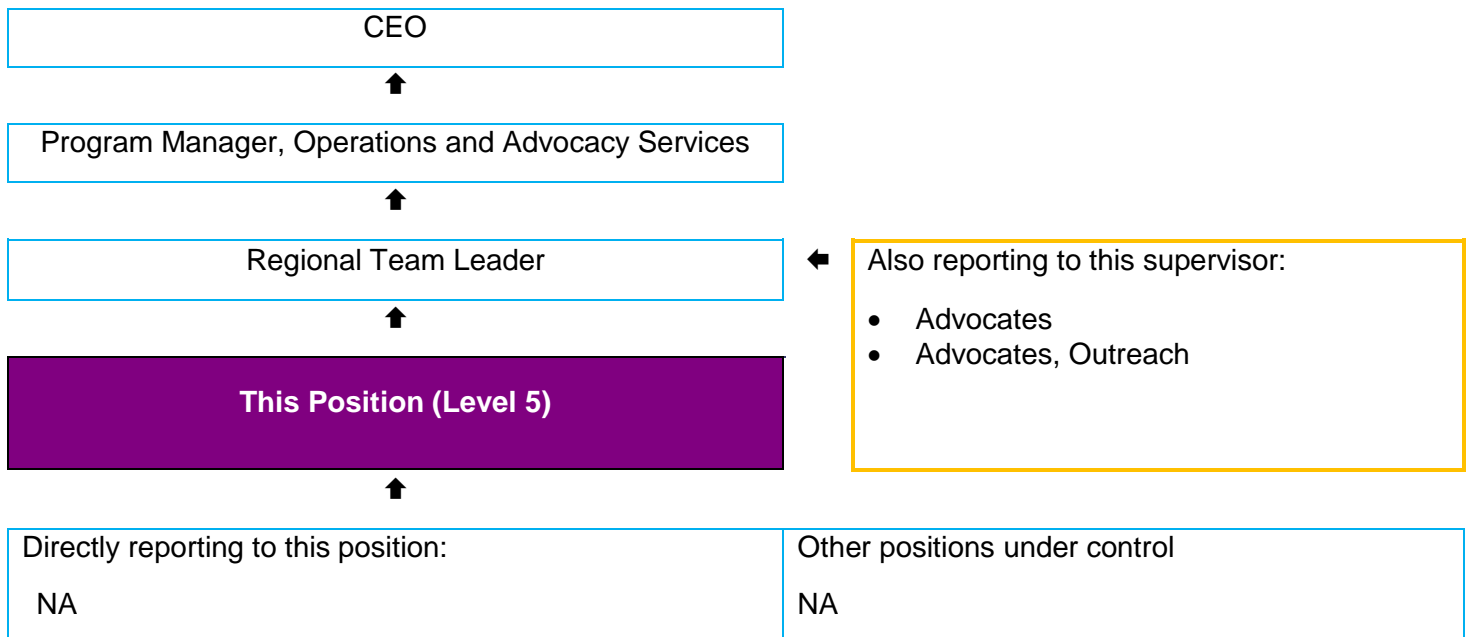 CEO
Program Manager, Operations and Advocacy Services
Regional Team Leader
Also reporting to this supervisor:
• Advocates
• Advocates, Outreach
This Position (Level 5)
Directly reporting to this position:
NA
Other positions under control
NA